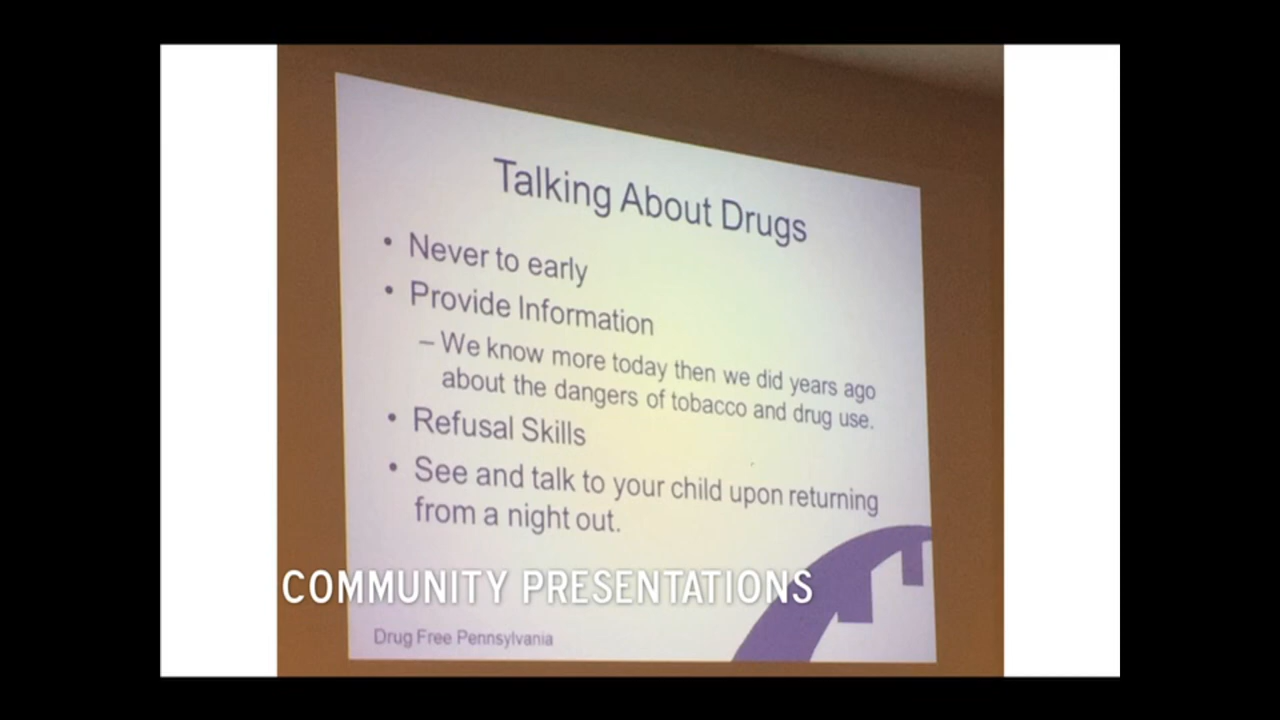 Talking About Drugs
• Never to early
• Provide Information
– We know more today then we did years ago
about the dangers of tobacco and drug use.
• Refusal Skills
• See and talk to your child upon returning
from a night out.
COMMUNITY PRESENTATIONS
Drug Free Pennsylvania